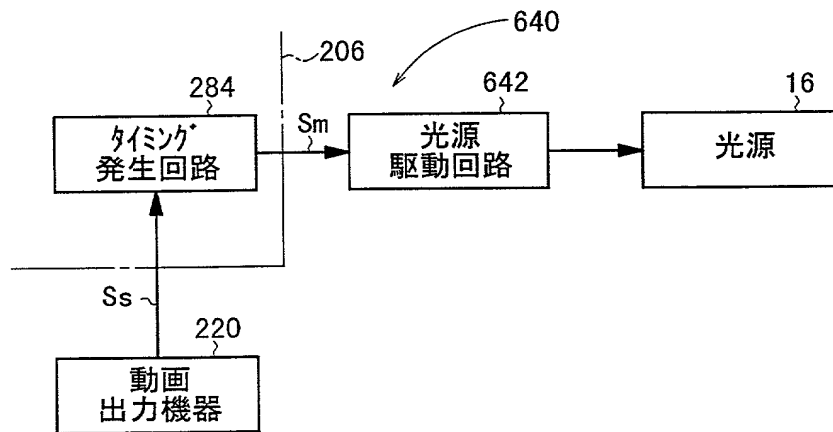 640
206
284
642
16
ﾀｲﾐﾝｸﾞ
発生回路
Sm
光源
駆動回路
光源
Ss
220
動画
出力機器